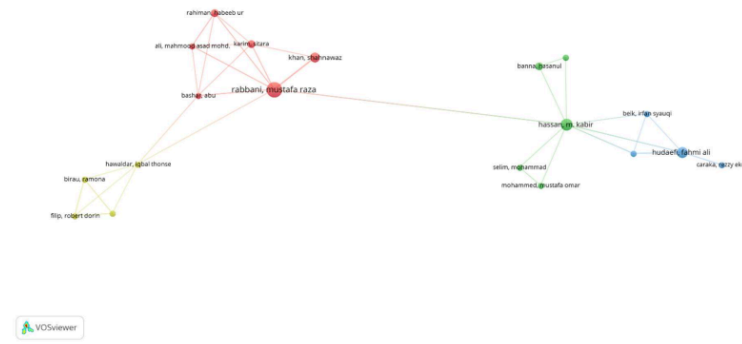 rahiman, habeeb ur
ali, mahmood asad mohd.
karim, sitara
khan, shahnawaz
bashar, abu
rabbani, mustafa raza
banna, hasanul
hassan, m. kabir
beik, irfan syauqi
hudaefi, fahmi ali
caraka, rezzy eko
selim, mohammad
mohammed, mustafa omar
hawaldar, iqbal thonse
birau, ramona
filip, robert dorin
VOSviewer